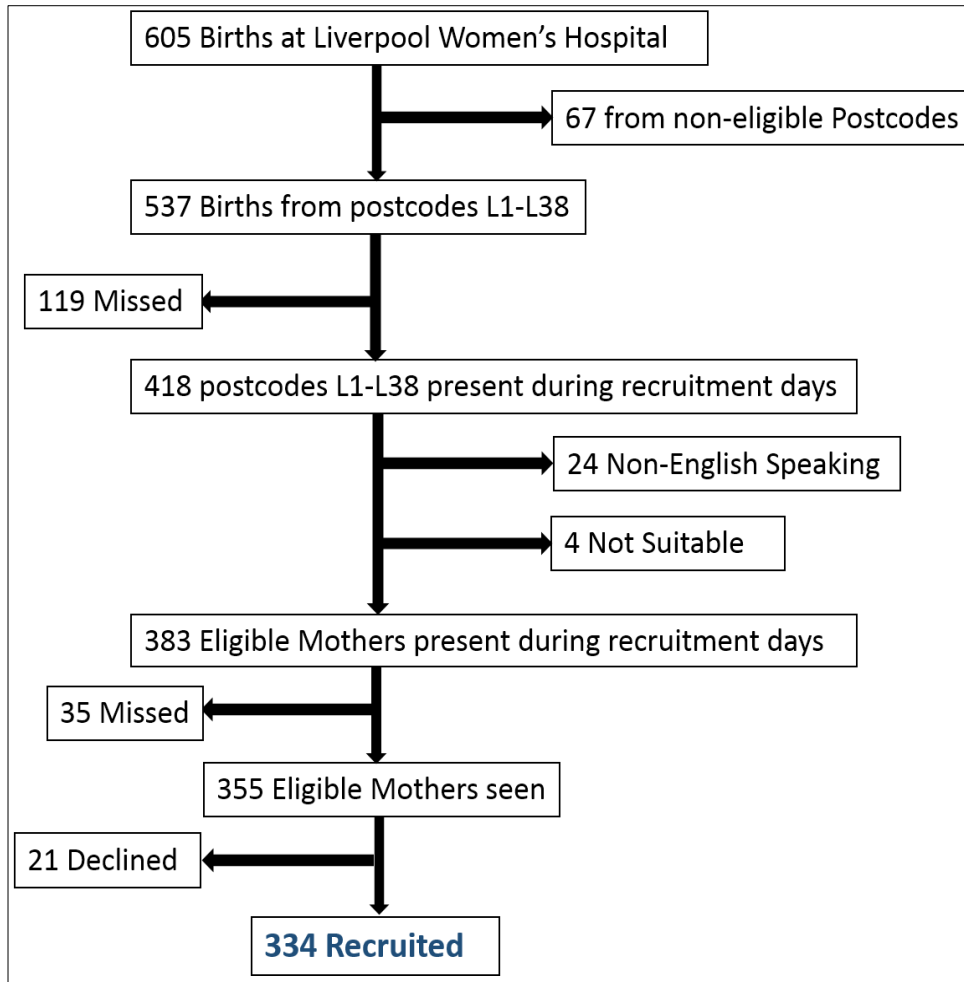 605 Births at Liverpool Women’s Hospital
67 from non-eligible Postcodes
537 Births from postcodes L1-L38
119 Missed
418 postcodes L1-L38 present during recruitment days
24 Non-English Speaking
4 Not Suitable
383 Eligible Mothers present during recruitment days
35 Missed
355 Eligible Mothers seen
21 Declined
334 Recruited